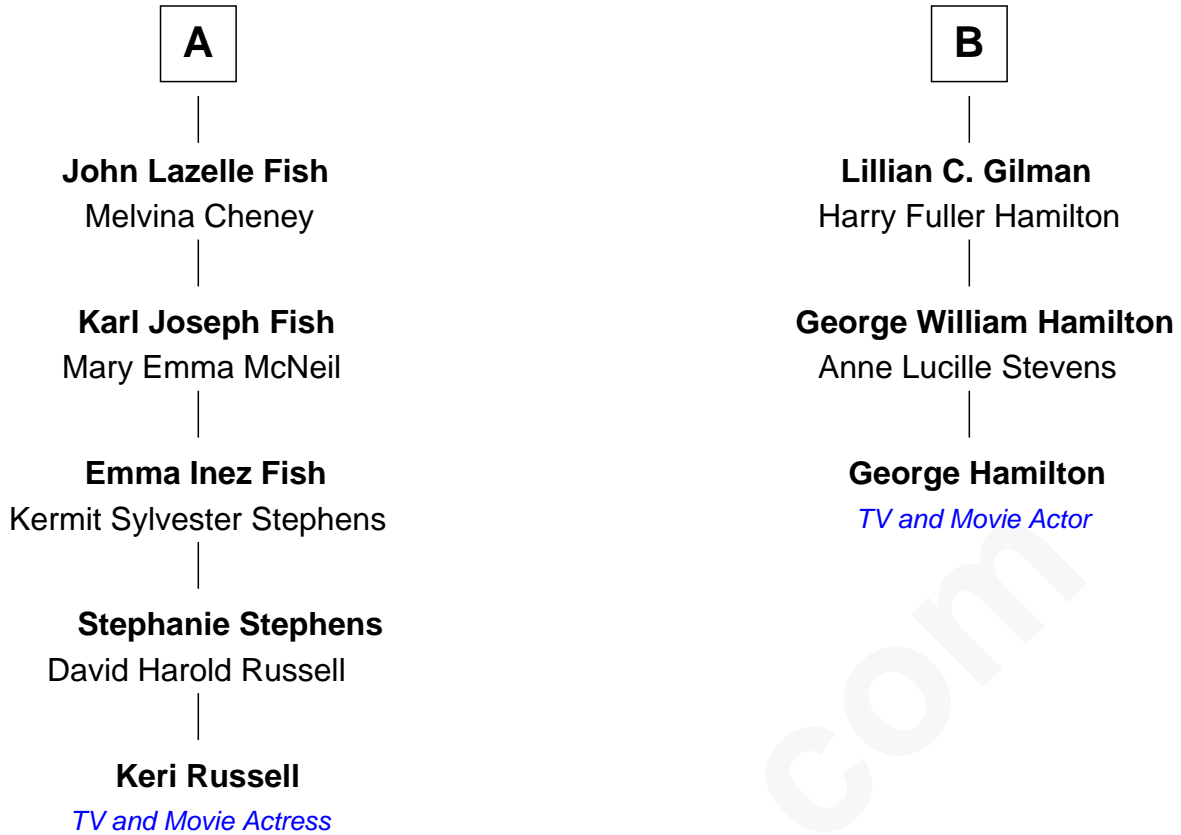 A
John Lazelle Fish
Melvina Cheney
Karl Joseph Fish
Mary Emma McNeil
Emma Inez Fish
Kermit Sylvester Stephens
Stephanie Stephens
David Harold Russell
Keri Russell
TV and Movie Actress
B
Lillian C. Gilman
Harry Fuller Hamilton
George William Hamilton
Anne Lucille Stevens
George Hamilton
TV and Movie Actor
com